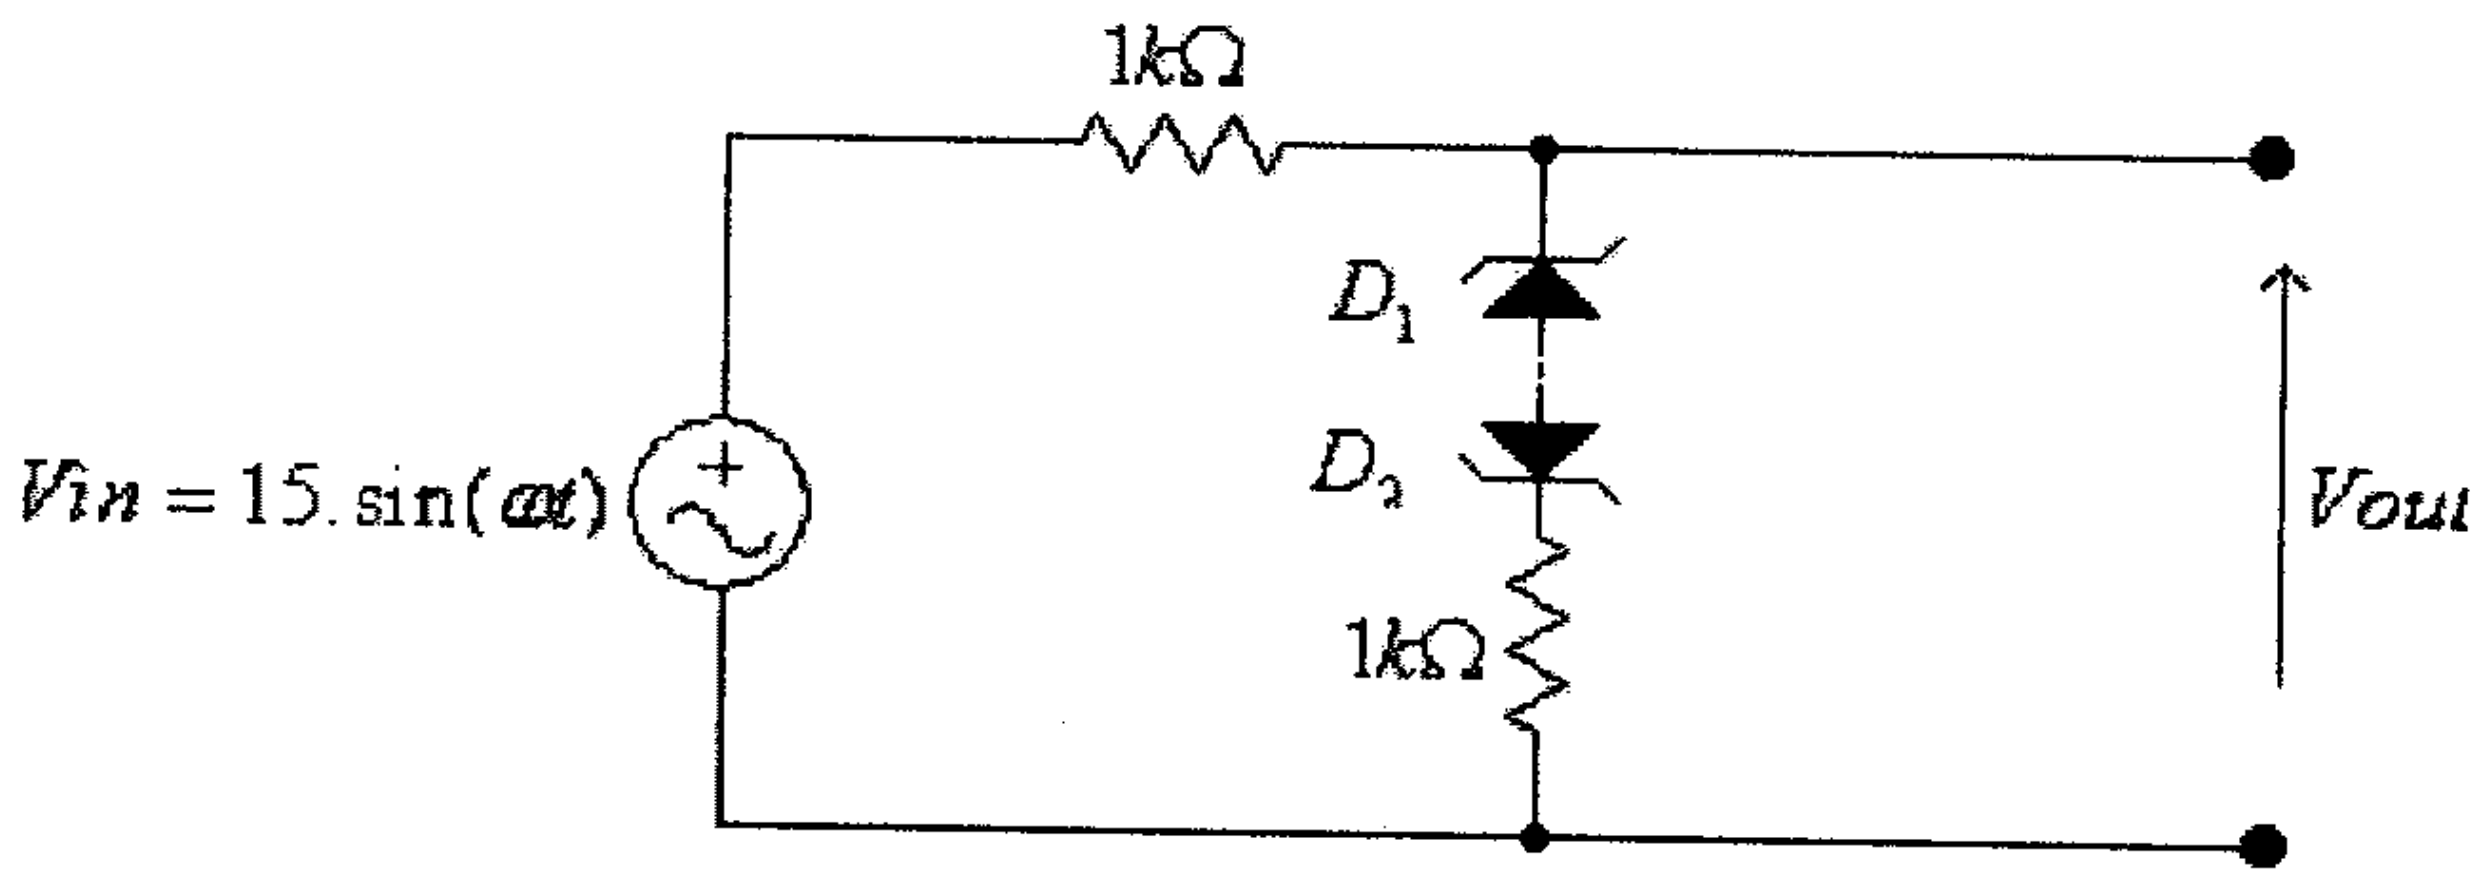 1kΩ
D₁
Vin = 15.sin(ωt)
D₂
Vout
1kΩ